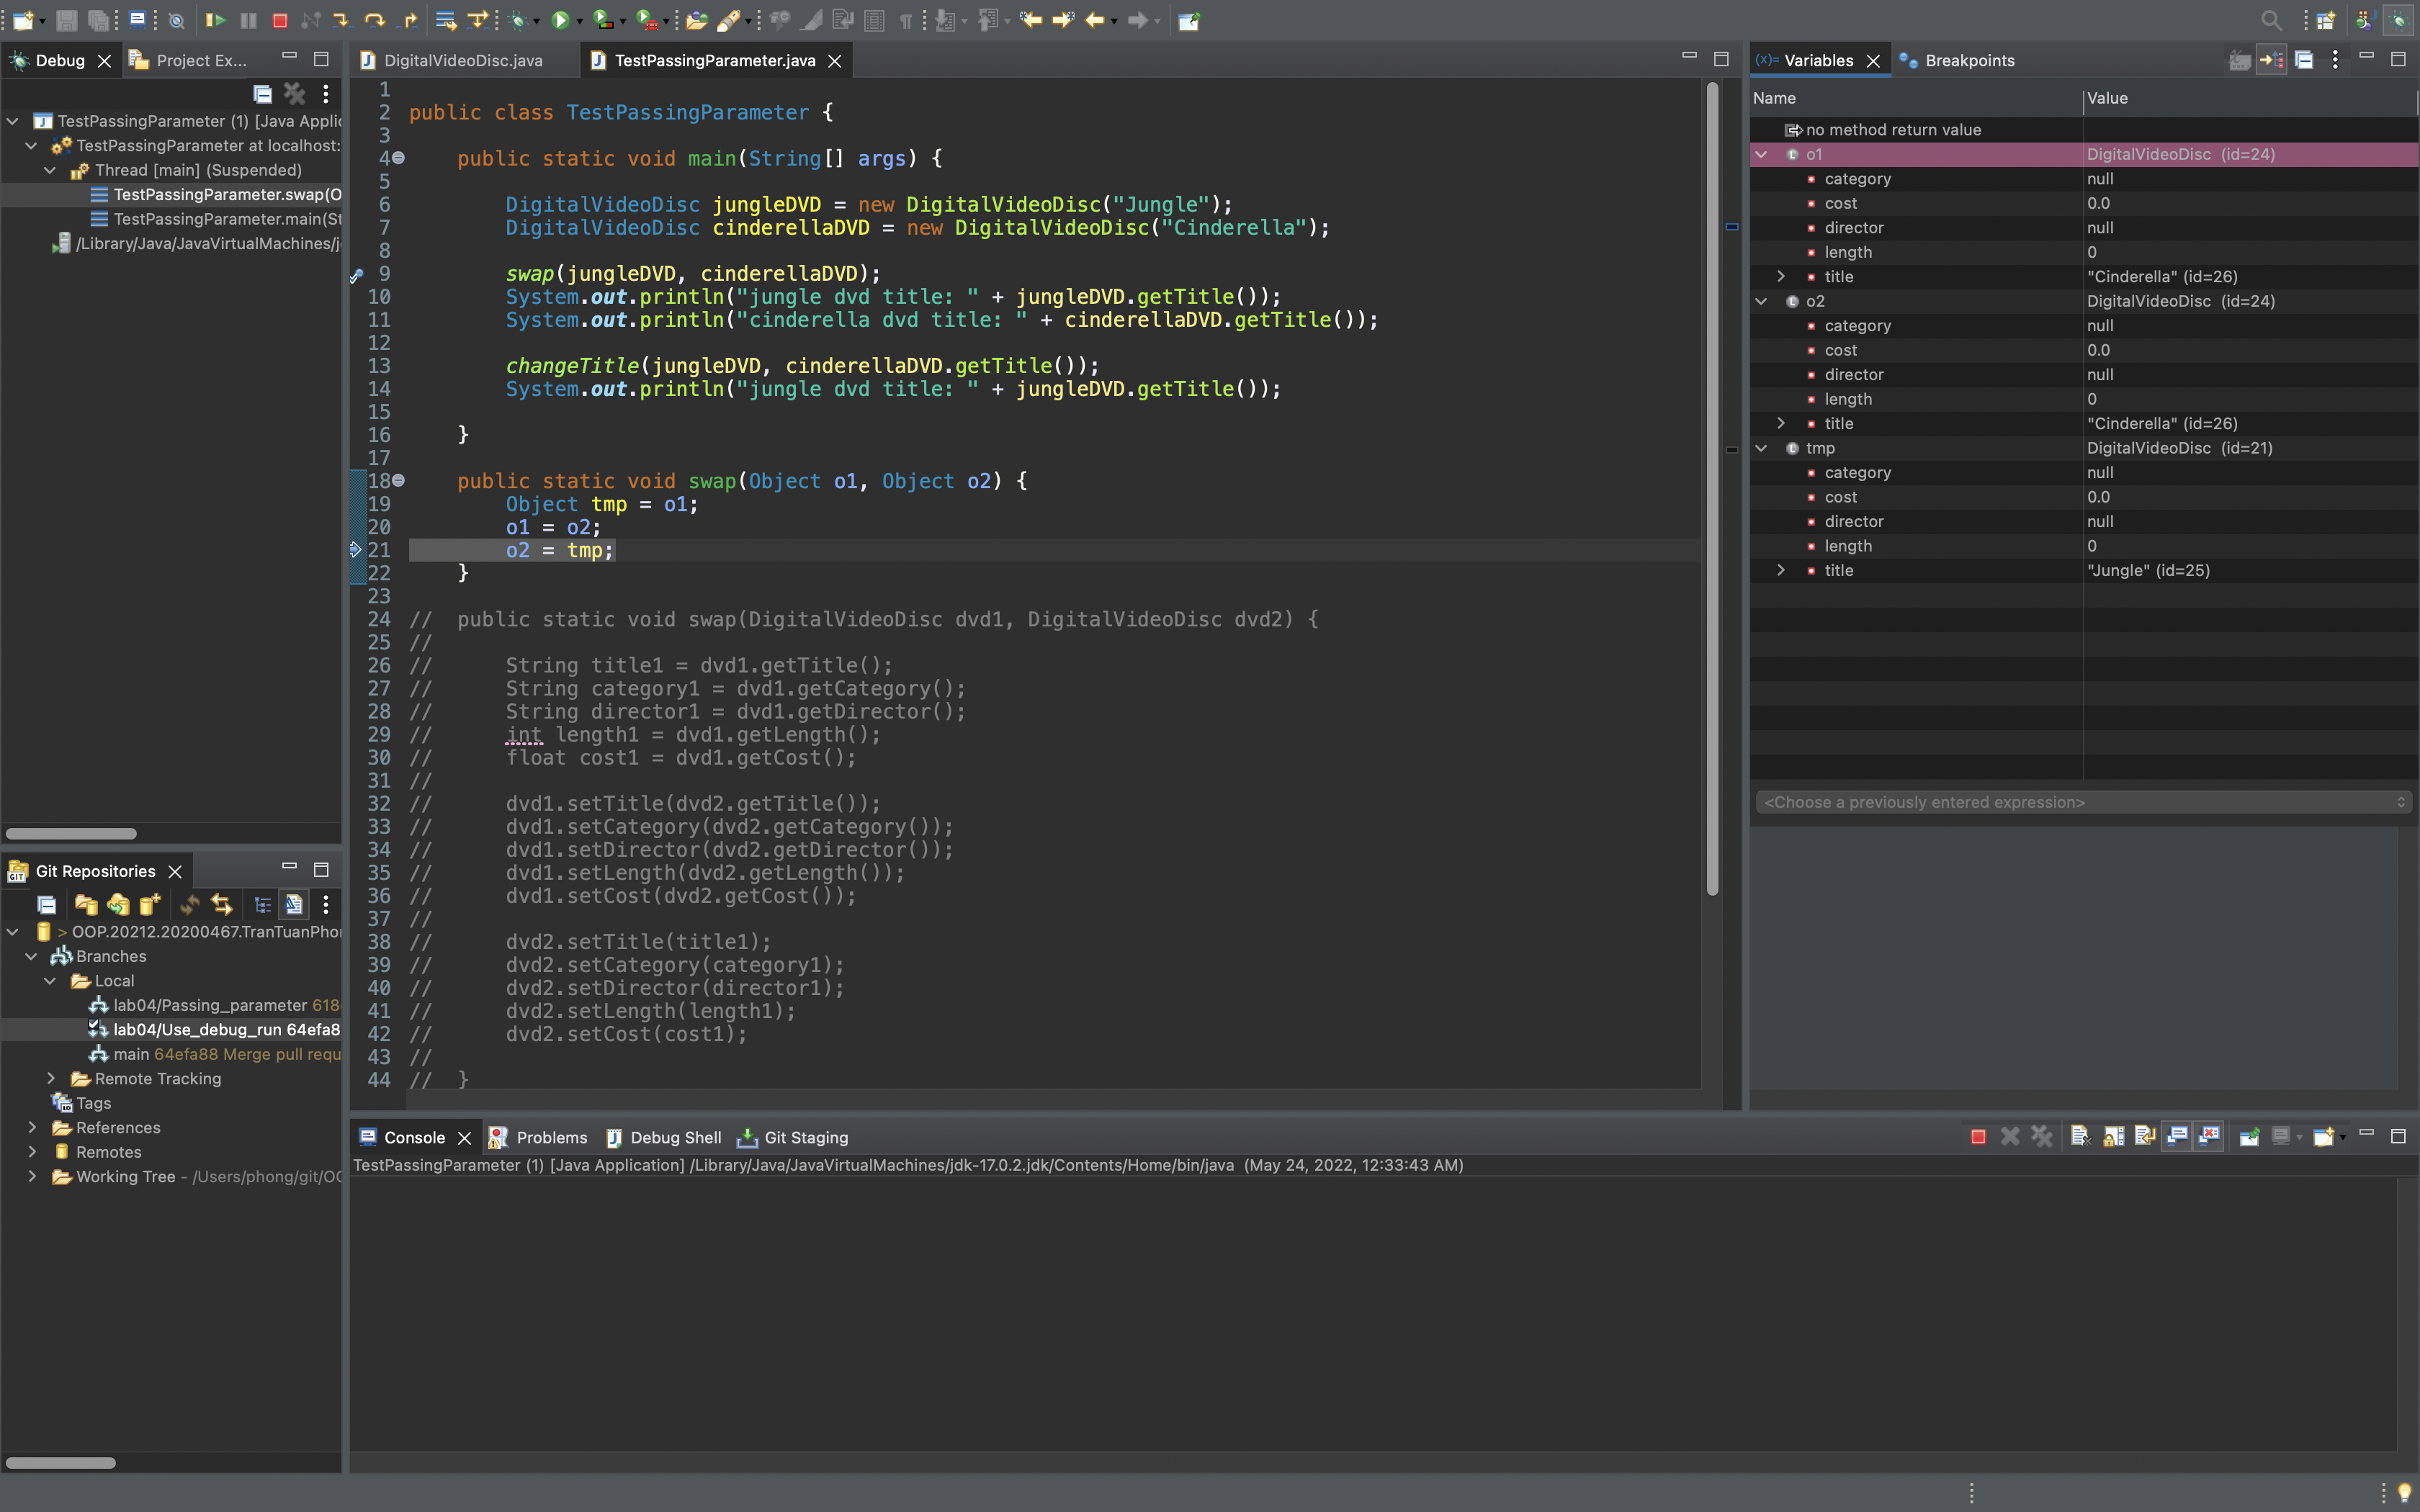 Debug
Project Ex...
TestPassingParameter (1) [Java Applic
TestPassingParameter at localhost:
Thread [main] (Suspended)
TestPassingParameter.swap(O
TestPassingParameter.main(St
/Library/Java/JavaVirtualMachines/j
Git Repositories
> OOP.20212.20200467.TranTuanPhon
Branches
Local
lab04/Passing_parameter 618
lab04/Use_debug_run 64efa8
main 64efa88 Merge pull requ
Remote Tracking
Tags
References
Remotes
Working Tree - /Users/phong/git/OO
DigitalVideoDisc.java
TestPassingParameter.java
1
2 public class TestPassingParameter {
3
4 public static void main(String[] args) {
5
6 DigitalVideoDisc jungleDVD = new DigitalVideoDisc("Jungle");
7 DigitalVideoDisc cinderellaDVD = new DigitalVideoDisc("Cinderella");
8
9 swap(jungleDVD, cinderellaDVD);
10 System.out.println("jungle dvd title: " + jungleDVD.getTitle());
11 System.out.println("cinderella dvd title: " + cinderellaDVD.getTitle());
12
13 changeTitle(jungleDVD, cinderellaDVD.getTitle());
14 System.out.println("jungle dvd title: " + jungleDVD.getTitle());
15
16 }
17
18 public static void swap(Object o1, Object o2) {
19 Object tmp = o1;
20 o1 = o2;
21 o2 = tmp;
22 }
23
24 // public static void swap(DigitalVideoDisc dvd1, DigitalVideoDisc dvd2) {
25 //
26 // String title1 = dvd1.getTitle();
27 // String category1 = dvd1.getCategory();
28 // String director1 = dvd1.getDirector();
29 // int length1 = dvd1.getLength();
30 // float cost1 = dvd1.getCost();
31 //
32 // dvd1.setTitle(dvd2.getTitle());
33 // dvd1.setCategory(dvd2.getCategory());
34 // dvd1.setDirector(dvd2.getDirector());
35 // dvd1.setLength(dvd2.getLength());
36 // dvd1.setCost(dvd2.getCost());
37 //
38 // dvd2.setTitle(title1);
39 // dvd2.setCategory(category1);
40 // dvd2.setDirector(director1);
41 // dvd2.setLength(length1);
42 // dvd2.setCost(cost1);
43 //
44 // }
Variables
Breakpoints
Name Value
no method return value
o1 DigitalVideoDisc (id=24)
category null
cost 0.0
director null
length 0
title "Cinderella" (id=26)
o2 DigitalVideoDisc (id=24)
category null
cost 0.0
director null
length 0
title "Cinderella" (id=26)
tmp DigitalVideoDisc (id=21)
category null
cost 0.0
director null
length 0
title "Jungle" (id=25)
<Choose a previously entered expression>
Console
Problems
Debug Shell
Git Staging
TestPassingParameter (1) [Java Application] /Library/Java/JavaVirtualMachines/jdk-17.0.2.jdk/Contents/Home/bin/java (May 24, 2022, 12:33:43 AM)